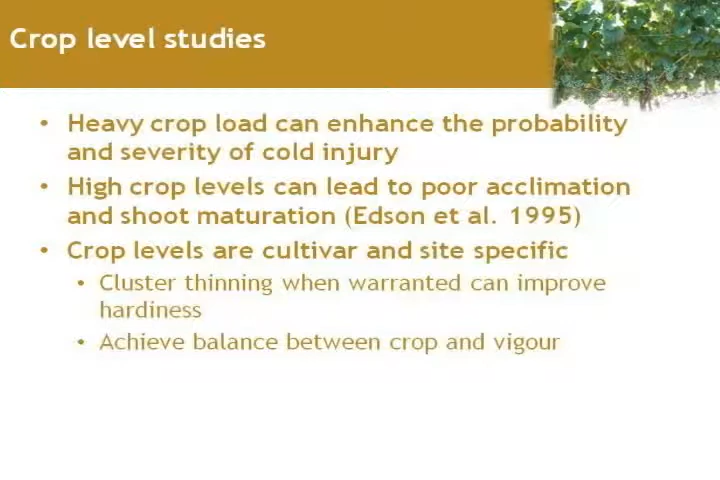 Crop level studies
• Heavy crop load can enhance the probability
and severity of cold injury
• High crop levels can lead to poor acclimation
and shoot maturation (Edson et al. 1995)
• Crop levels are cultivar and site specific
• Cluster thinning when warranted can improve
hardiness
• Achieve balance between crop and vigour